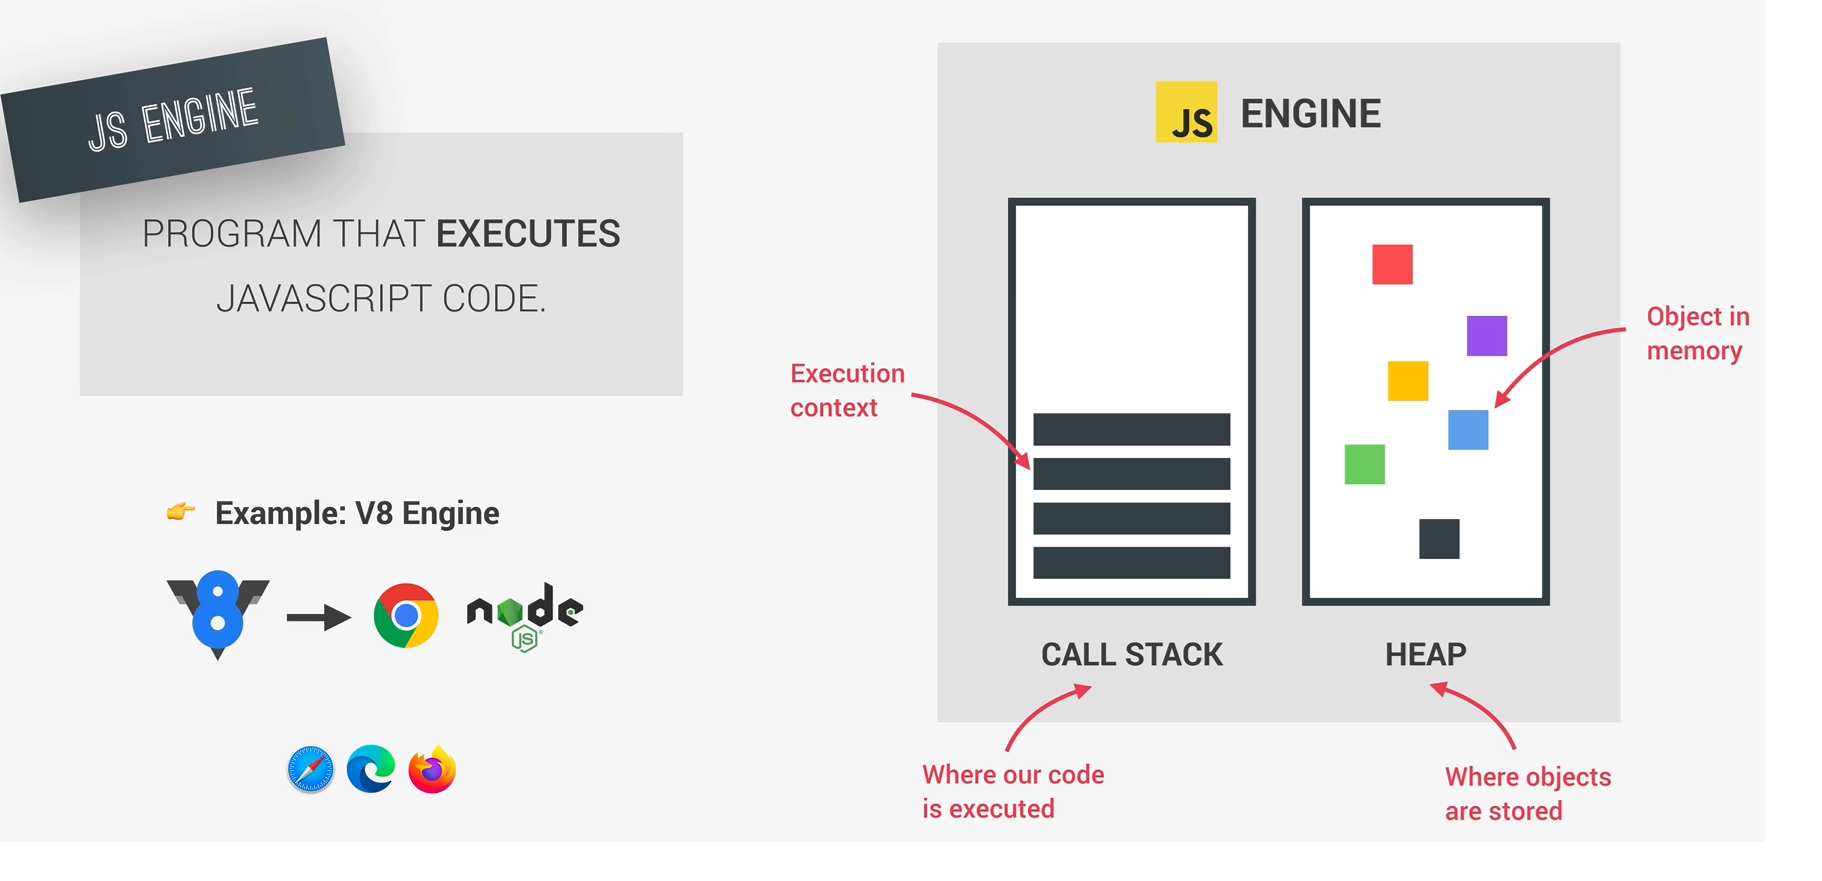 JS ENGINE
PROGRAM THAT EXECUTES
JAVASCRIPT CODE.
Example: V8 Engine
8
node
JS
JS ENGINE
Execution
context
Object in
memory
CALL STACK
HEAP
Where our code
is executed
Where objects
are stored